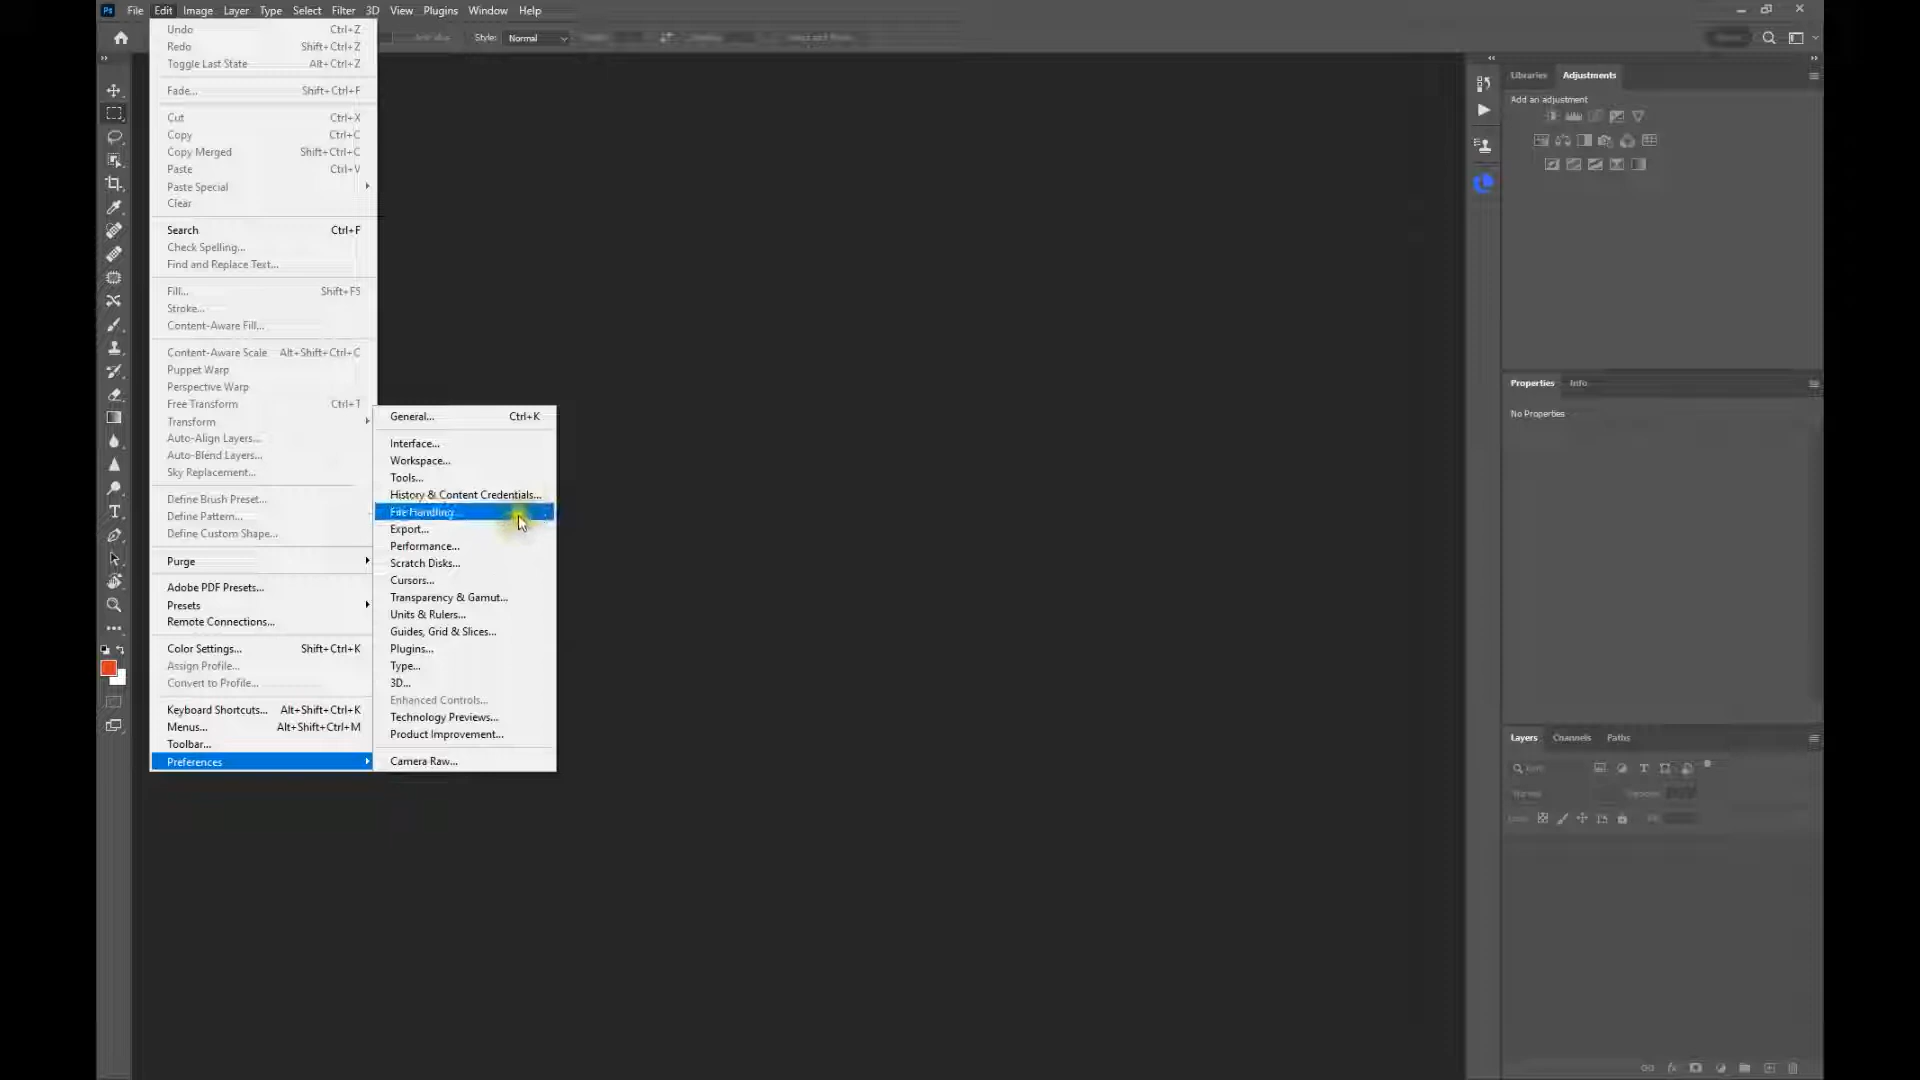 Ps File Edit Image Layer Type Select Filter 3D View Plugins Window Help
Style: Normal
Undo Ctrl+Z
Redo Shift+Ctrl+Z
Toggle Last State Alt+Ctrl+Z
Fade... Shift+Ctrl+F
Cut Ctrl+X
Copy Ctrl+C
Copy Merged Shift+Ctrl+C
Paste Ctrl+V
Paste Special
Clear
Search Ctrl+F
Check Spelling...
Find and Replace Text...
Fill... Shift+F5
Stroke...
Content-Aware Fill...
Content-Aware Scale Alt+Shift+Ctrl+C
Puppet Warp
Perspective Warp
Free Transform Ctrl+T
Transform
Auto-Align Layers...
Auto-Blend Layers...
Sky Replacement...
Define Brush Preset...
Define Pattern...
Define Custom Shape...
Purge
Adobe PDF Presets...
Presets
Remote Connections...
Color Settings... Shift+Ctrl+K
Assign Profile...
Convert to Profile...
Keyboard Shortcuts... Alt+Shift+Ctrl+K
Menus... Alt+Shift+Ctrl+M
Toolbar...
Preferences
General... Ctrl+K
Interface...
Workspace...
Tools...
History & Content Credentials...
File Handling...
Export...
Performance...
Scratch Disks...
Cursors...
Transparency & Gamut...
Units & Rulers...
Guides, Grid & Slices...
Plugins...
Type...
3D...
Enhanced Controls...
Technology Previews...
Product Improvement...
Camera Raw...
Libraries Adjustments
Add an adjustment
Properties Info
No Properties
Layers Channels Paths